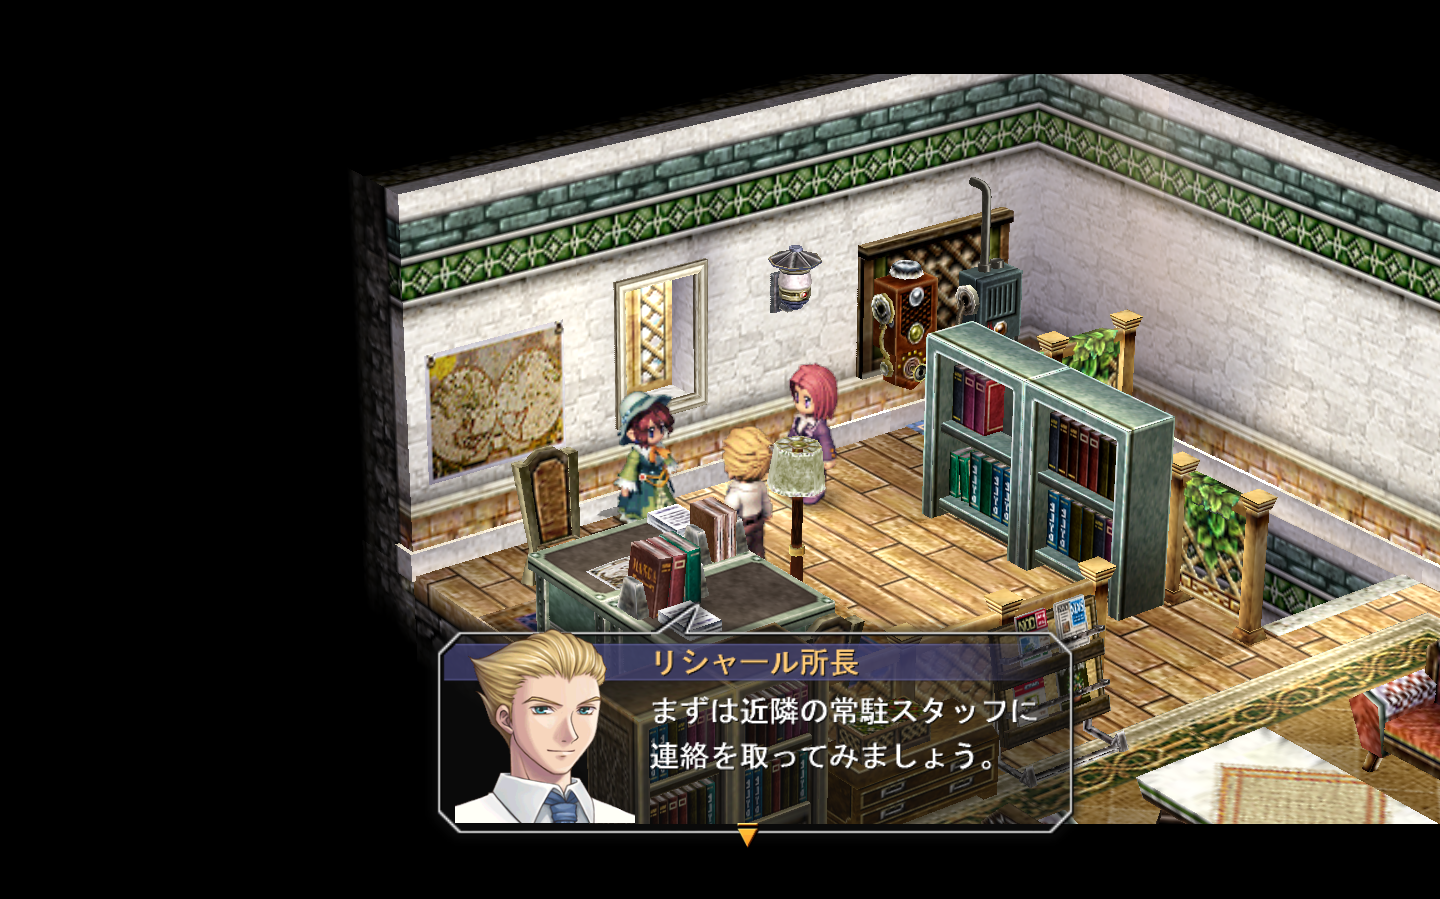 リシャール所長
まずは近隣の常駐スタッフに
連絡を取ってみましょう。